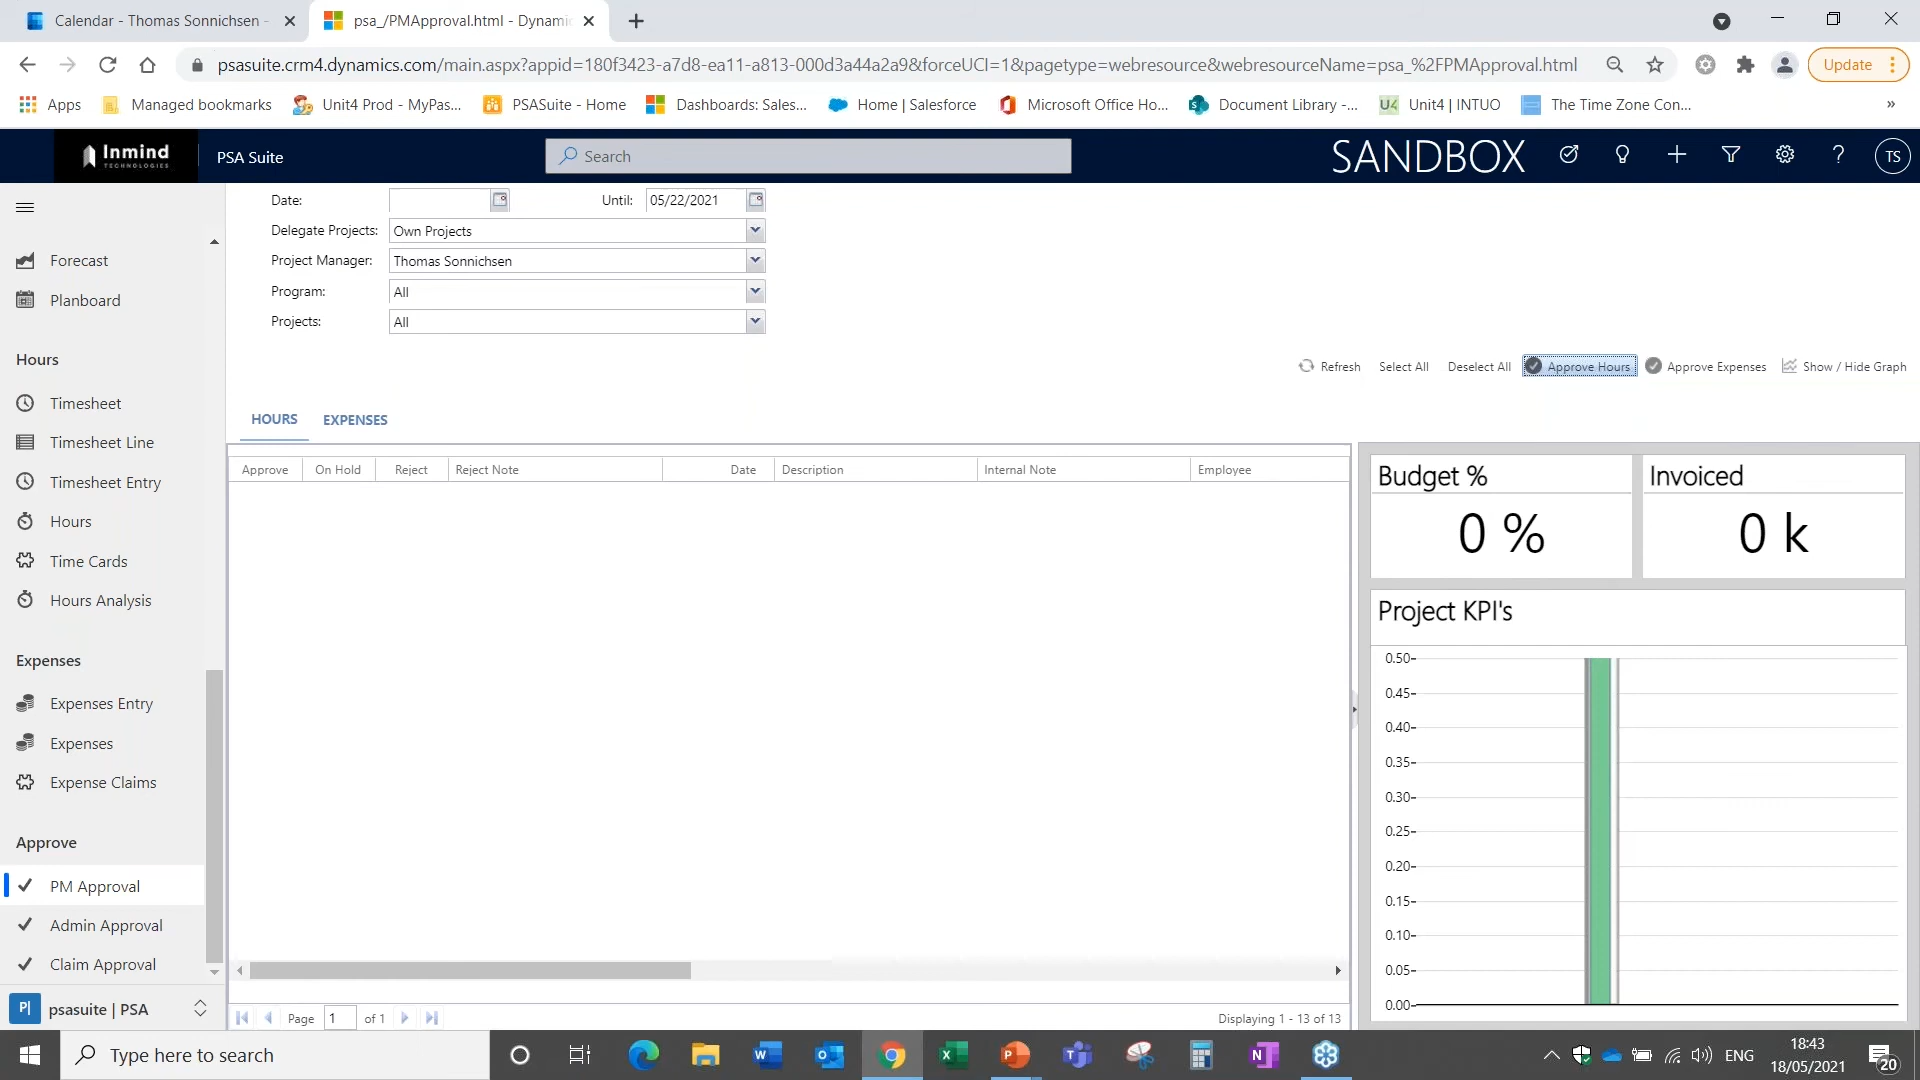 Calendar - Thomas Sonnichsen -
psa_/PMApproval.html - Dynamic
psasuite.crm4.dynamics.com/main.aspx?appid=180f3423-a7d8-ea11-a813-000d3a44a2a9&forceUCI=1&pagetype=webresource&webresourceName=psa_%2FPMApproval.html
Update
Apps
Managed bookmarks
Unit4 Prod - MyPas...
PSASuite - Home
Dashboards: Sales...
Home | Salesforce
Microsoft Office Ho...
Document Library -...
U4
Unit4 | INTUO
The Time Zone Con...
»
Inmind
TECHNOLOGIES
PSA Suite
Search
SANDBOX
TS
Forecast
Planboard
Hours
Timesheet
Timesheet Line
Timesheet Entry
Hours
Time Cards
Hours Analysis
Expenses
Expenses Entry
Expenses
Expense Claims
Approve
PM Approval
Admin Approval
Claim Approval
P|
psasuite | PSA
Date:
Until:
05/22/2021
Delegate Projects:
Own Projects
Project Manager:
Thomas Sonnichsen
Program:
All
Projects:
All
Refresh
Select All
Deselect All
Approve Hours
Approve Expenses
Show / Hide Graph
HOURS
EXPENSES
Approve
On Hold
Reject
Reject Note
Date
Description
Internal Note
Employee
Page 1 of 1
Displaying 1 - 13 of 13
Budget %
0 %
Invoiced
0 k
Project KPI's
0.50-
0.45-
0.40-
0.35-
0.30-
0.25-
0.20-
0.15-
0.10-
0.05-
0.00-
Type here to search
ENG
18:43
18/05/2021
20